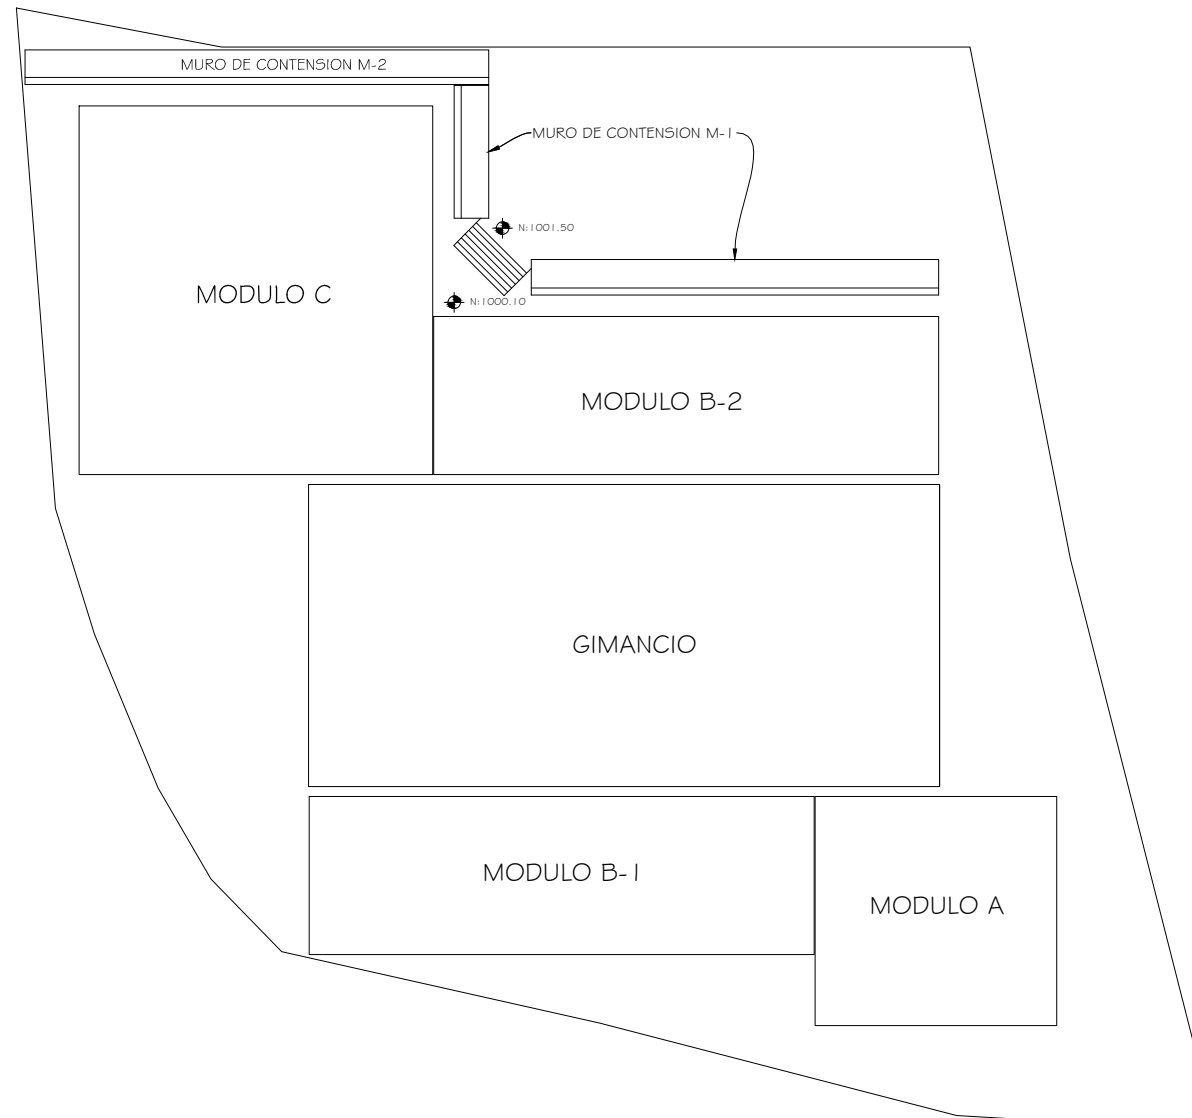 MURO DE CONTENSION M-2
MURO DE CONTENSION M-1
N:1001.50
MODULO C
N:1000.10
MODULO B-2
GIMANCIO
MODULO B-1
MODULO A